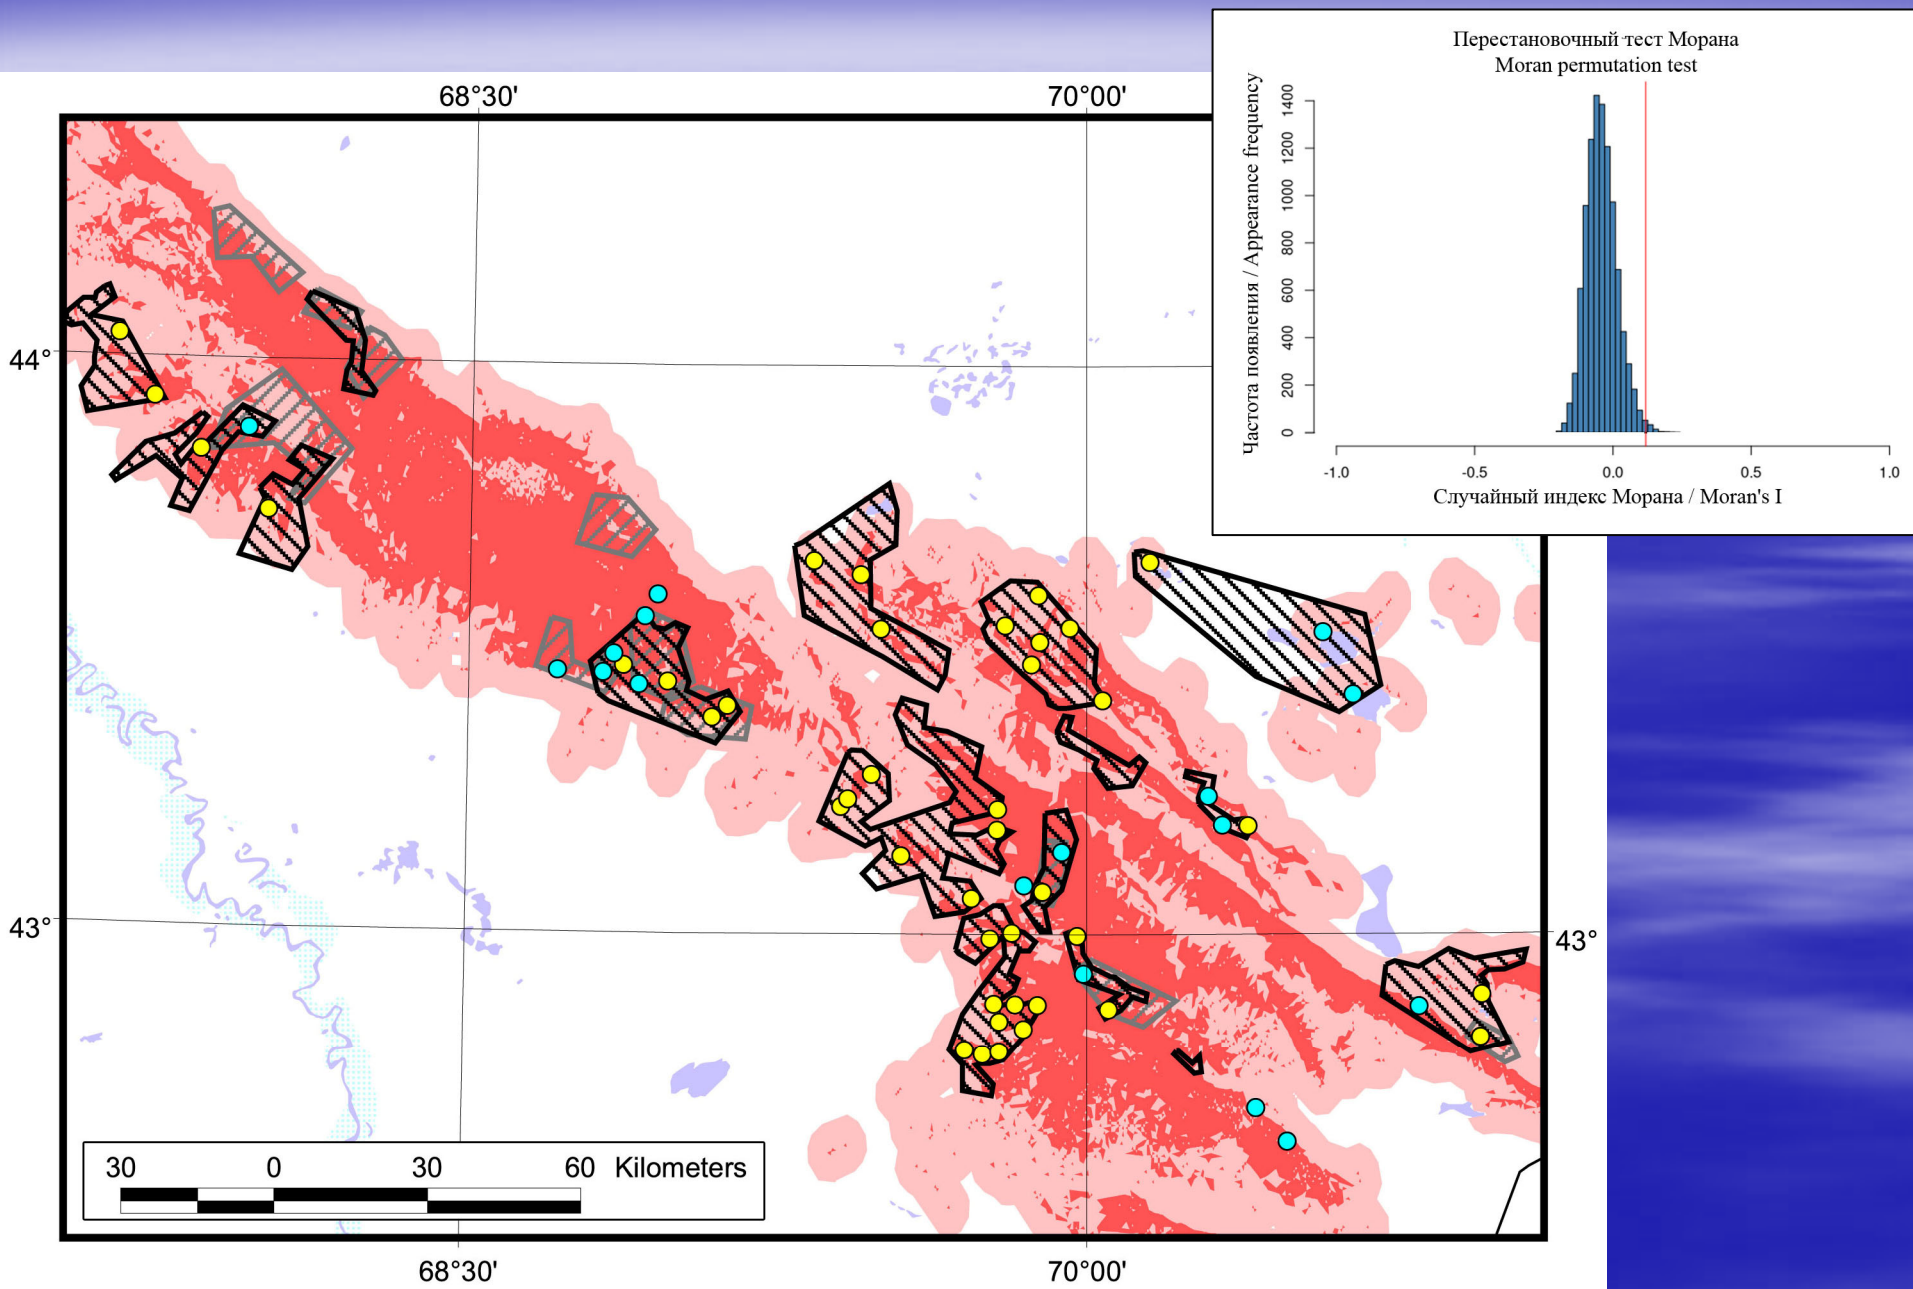 Перестановочный тест Морана
Moran permutation test
Частота появления / Appearance frequency
1400
1200
1000
800
600
400
200
0
-1.0 -0.5 0.0 0.5 1.0
Случайный индекс Морана / Moran's I
68°30' 70°00'
44°
43° 43°
30 0 30 60 Kilometers
68°30' 70°00'